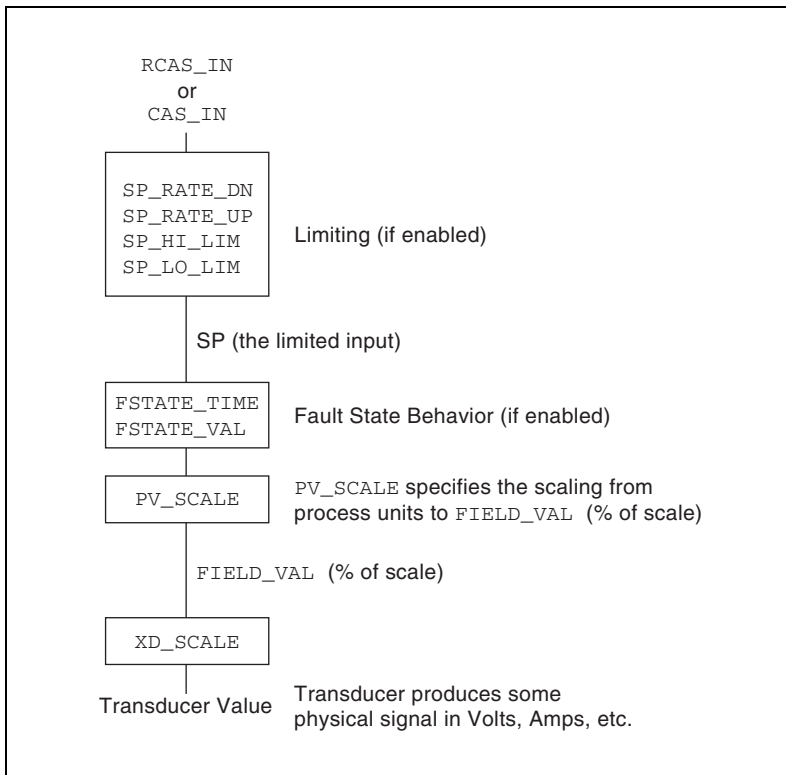 RCAS_IN
or
CAS_IN
SP_RATE_DN
SP_RATE_UP
SP_HI_LIM
SP_LO_LIM
Limiting (if enabled)
SP (the limited input)
FSTATE_TIME
FSTATE_VAL
Fault State Behavior (if enabled)
PV_SCALE
PV_SCALE specifies the scaling from
process units to FIELD_VAL (% of scale)
FIELD_VAL (% of scale)
XD_SCALE
Transducer Value
Transducer produces some
physical signal in Volts, Amps, etc.